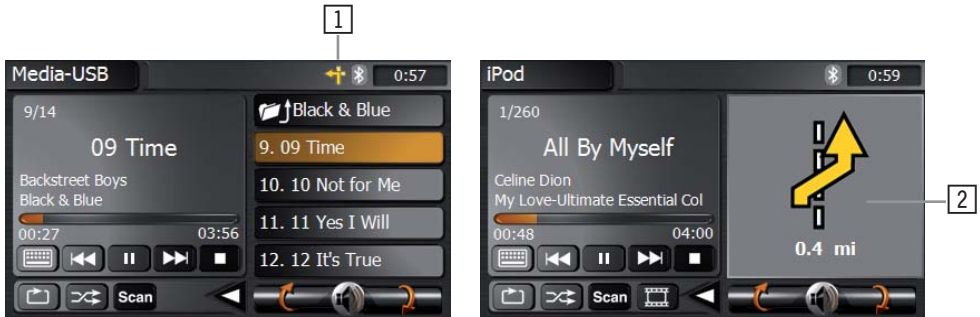 1
Media-USB
0:57
9/14
09 Time
Backstreet Boys
Black & Blue
00:27
03:56
Scan
Black & Blue
9. 09 Time
10. 10 Not for Me
11. 11 Yes I Will
12. 12 It's True
iPod
0:59
1/260
All By Myself
Celine Dion
My Love-Ultimate Essential Col
00:48
04:00
Scan
0.4 mi
2